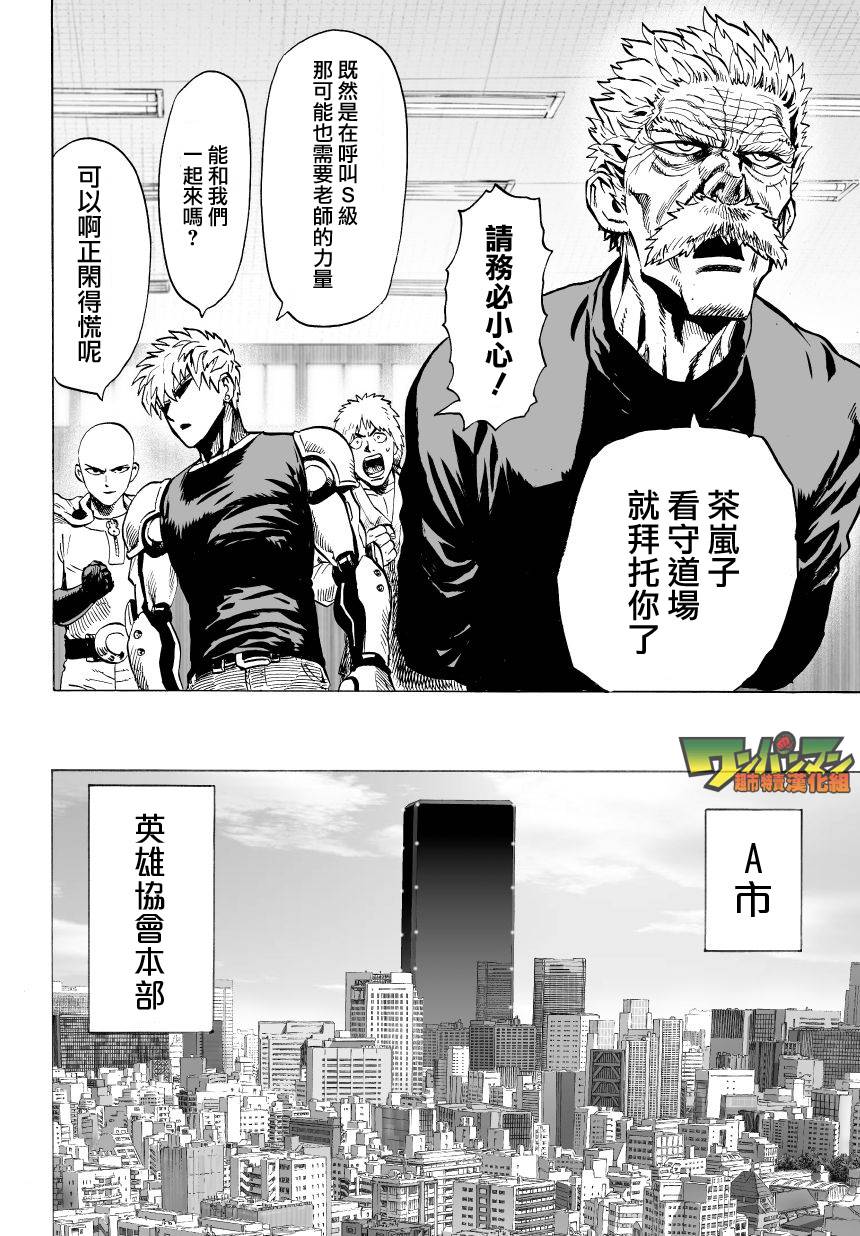 茶嵐子
看守道場
就拜托你了
請務必小心！
既然是在呼叫S級
那可能也需要老師的力量
能和我們
一起來嗎？
可以啊正閑得慌呢
ワンパンマン
超市特賣漢化組
A市
英雄協會本部